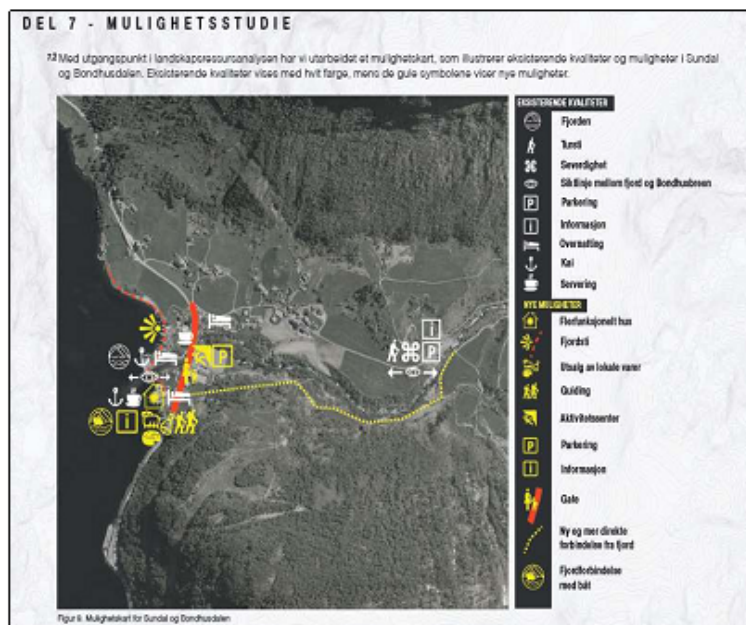 DEL 7 - MULIGHETSSTUDIE
7.2 Med utgangspunkt i landskapsressursanalysen har vi utarbeidet et mulighetskart, som illustrerer eksisterende kvaliteter og muligheter i Sundal
og Bondhusdalen. Eksisterende kvaliteter vises med hvit farge, mens de gule symbolene viser nye muligheter.
EKSISTERENDE KVALITETER
Fjorden
Tursti
Severdighet
Siktlinje mellom fjord og Bondhusbreen
P Parkering
i Informasjon
Overnatting
Kai
Servering
NYE MULIGHETER
Flerfunksjonelt hus
Fjordsti
Utsalg av lokale varer
Guiding
Aktivitetssenter
P Parkering
i Informasjon
Gate
Ny og mer direkte
forbindelse fra fjord
Fjordforbindelse
med båt
i
P
P
i
Figur 9. Mulighetskart for Sundal og Bondhusdalen